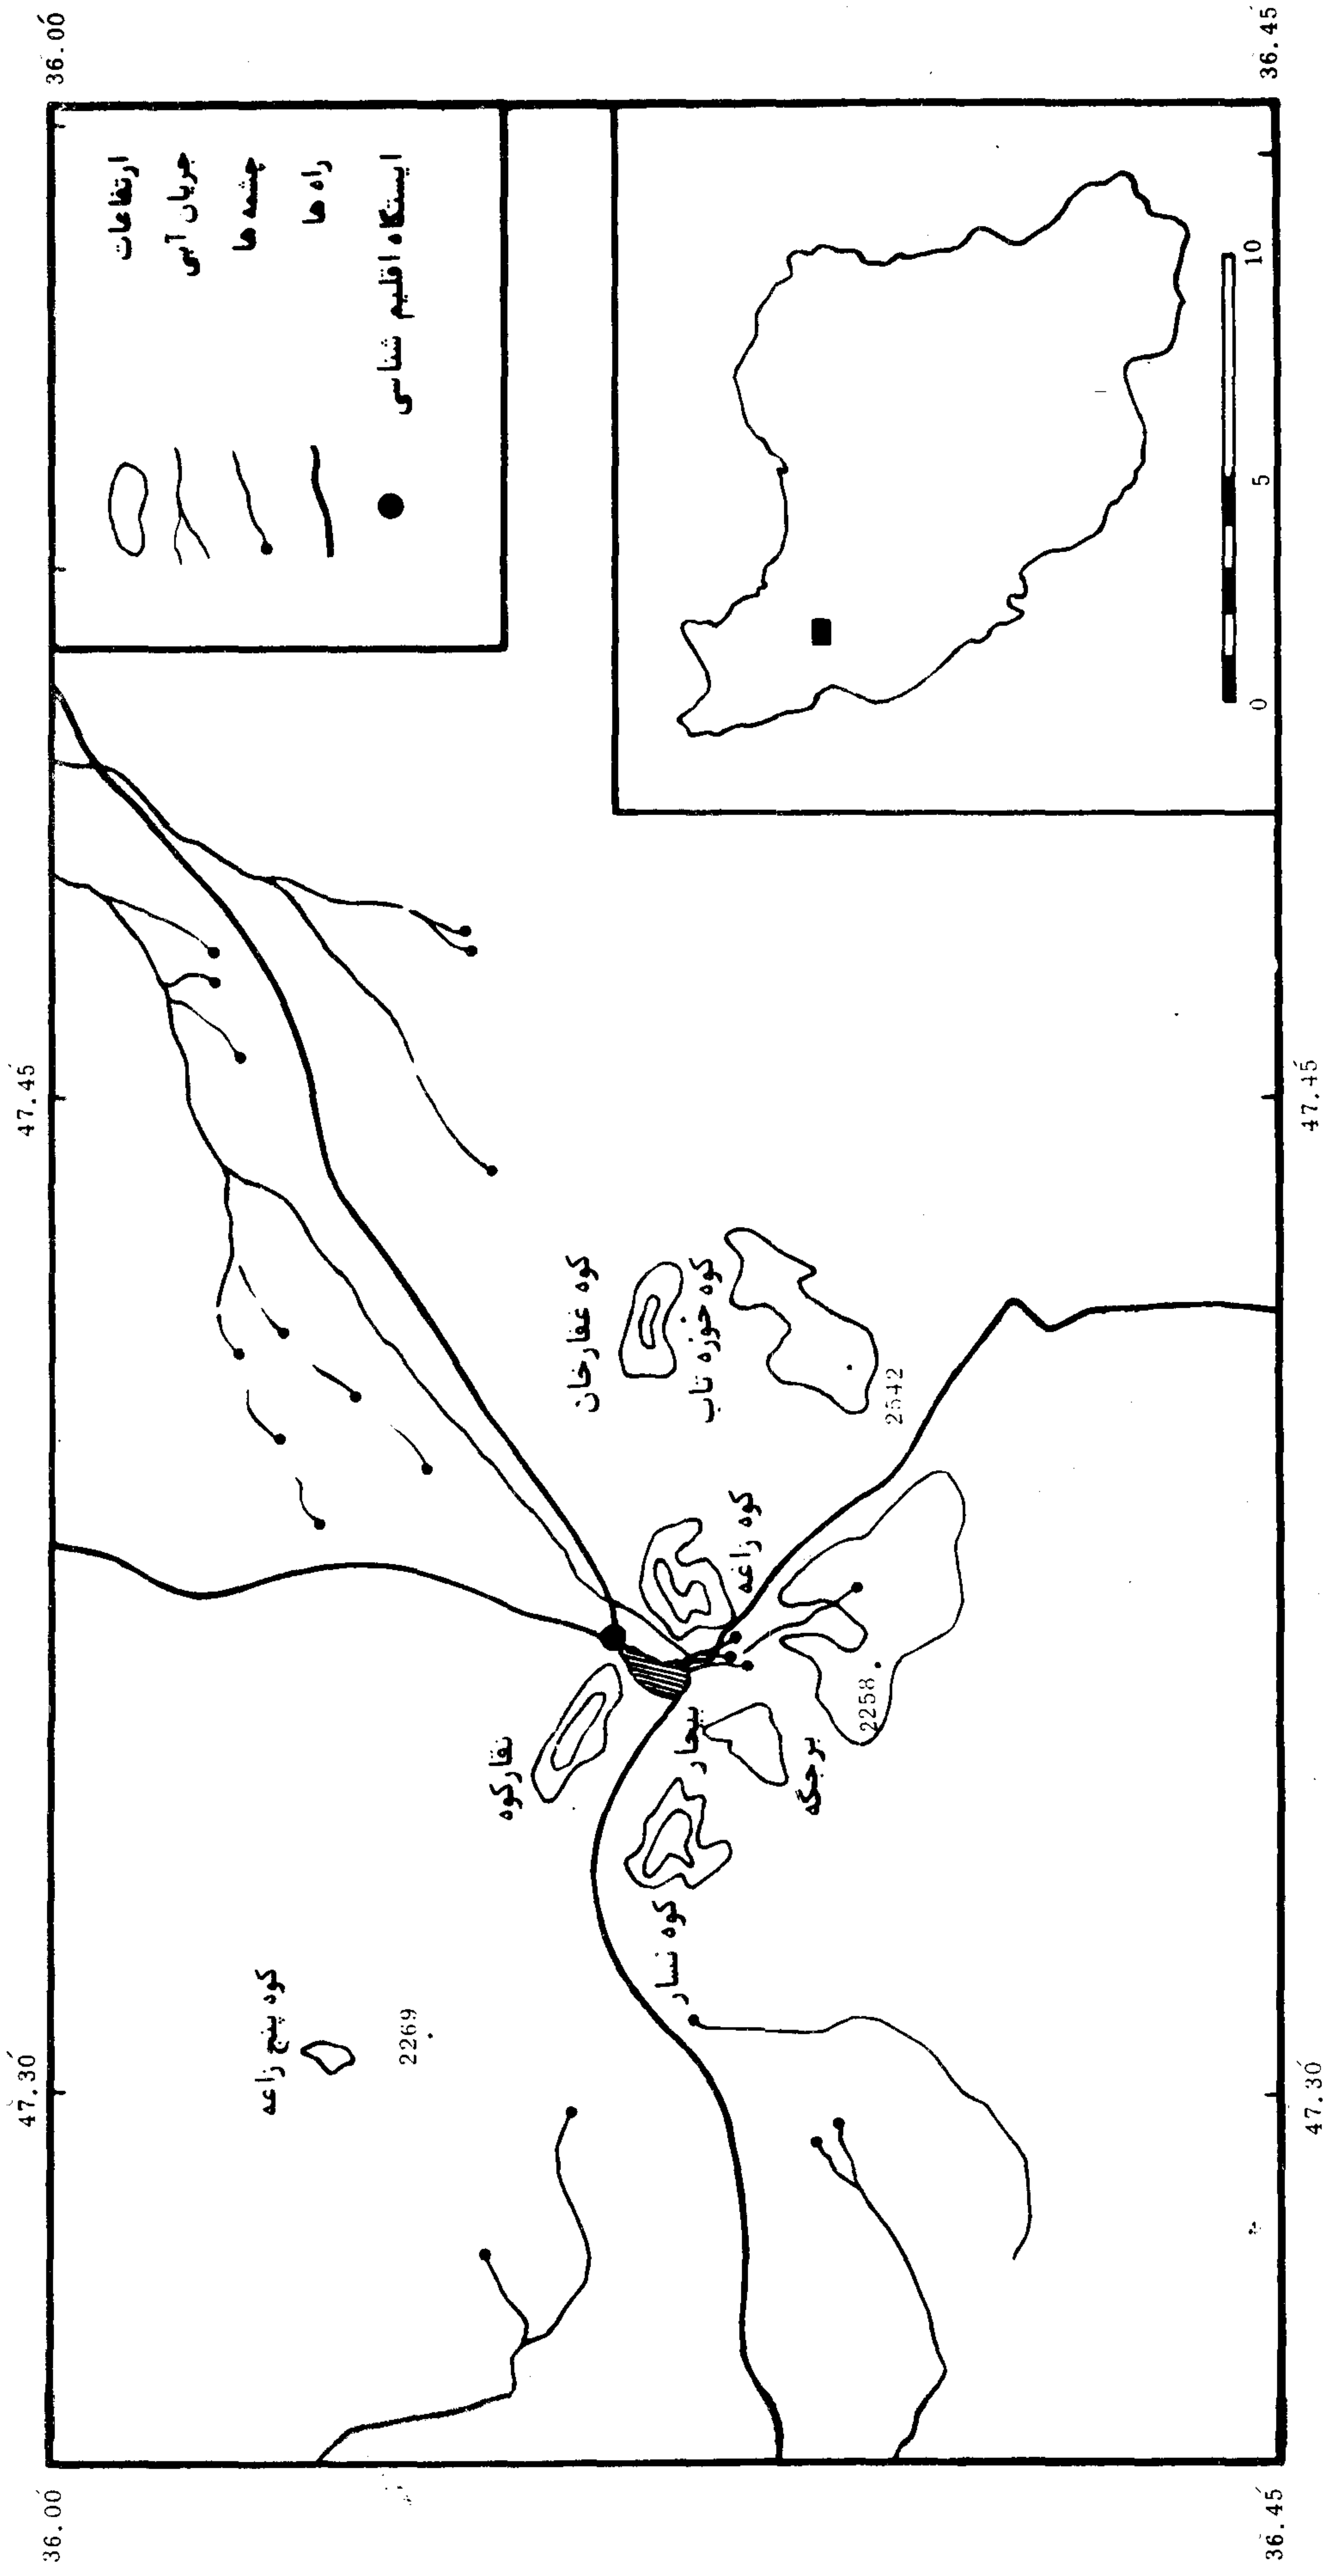 36.00
36.45
ارتفاعات
جریان آبی
چشمه ها
راه ها
ایستگاه اقلیم شناسی
0
5
10
47.45
47.45
کوه عفارخان
کوه حوزه تاب
2542
کوه زاغه
2258
نقارکوه
بیجار
برجگه
کوه نسار
کوه پنج زاغه
2269
47.30
47.30
36.00
36.45